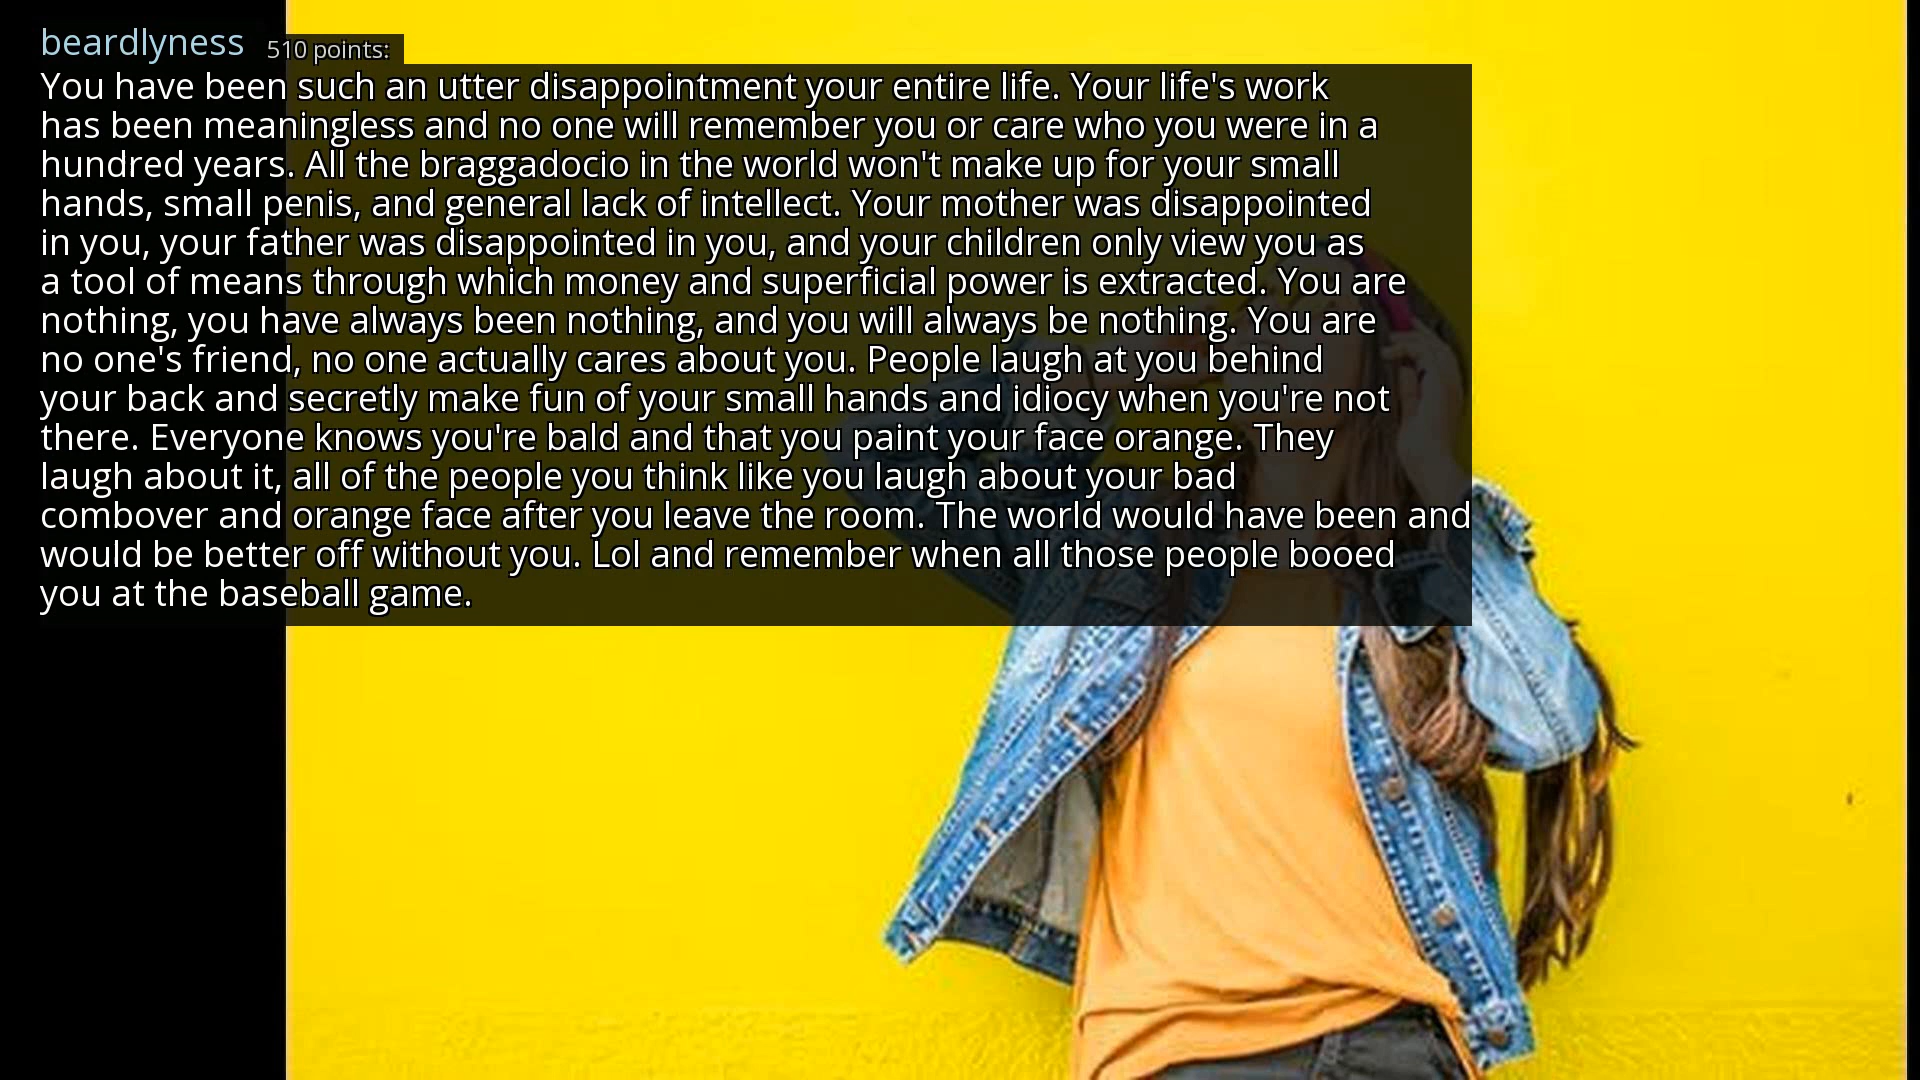 beardlyness 510 points:
You have been such an utter disappointment your entire life. Your life's work
has been meaningless and no one will remember you or care who you were in a
hundred years. All the braggadocio in the world won't make up for your small
hands, small penis, and general lack of intellect. Your mother was disappointed
in you, your father was disappointed in you, and your children only view you as
a tool of means through which money and superficial power is extracted. You are
nothing, you have always been nothing, and you will always be nothing. You are
no one's friend, no one actually cares about you. People laugh at you behind
your back and secretly make fun of your small hands and idiocy when you're not
there. Everyone knows you're bald and that you paint your face orange. They
laugh about it, all of the people you think like you laugh about your bad
combover and orange face after you leave the room. The world would have been and
would be better off without you. Lol and remember when all those people booed
you at the baseball game.